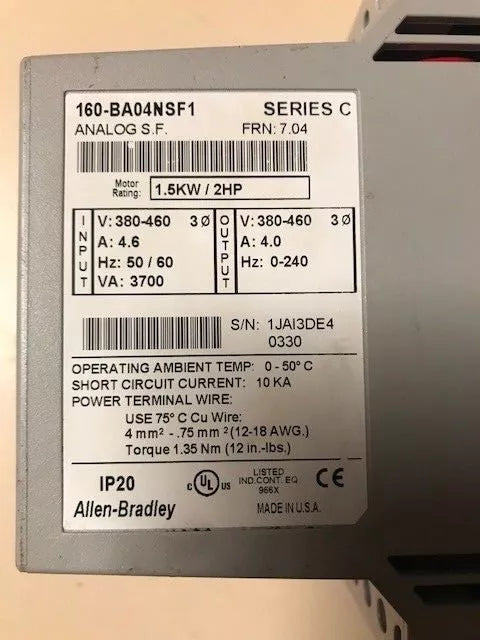 160-BA04NSF1 SERIES C
ANALOG S.F. FRN: 7.04
Motor Rating: 1.5KW / 2HP
INPUT
V: 380-460 3Ø
A: 4.6
Hz: 50 / 60
VA: 3700
OUTPUT
V: 380-460 3Ø
A: 4.0
Hz: 0-240
S/N: 1JAI3DE4
0330
OPERATING AMBIENT TEMP: 0 - 50° C
SHORT CIRCUIT CURRENT: 10 KA
POWER TERMINAL WIRE:
USE 75° C Cu Wire:
4 mm² - .75 mm² (12-18 AWG.)
Torque 1.35 Nm (12 in.-lbs.)
IP20 c UL US LISTED IND.CONT. EQ 966X CE
Allen-Bradley MADE IN U.S.A.